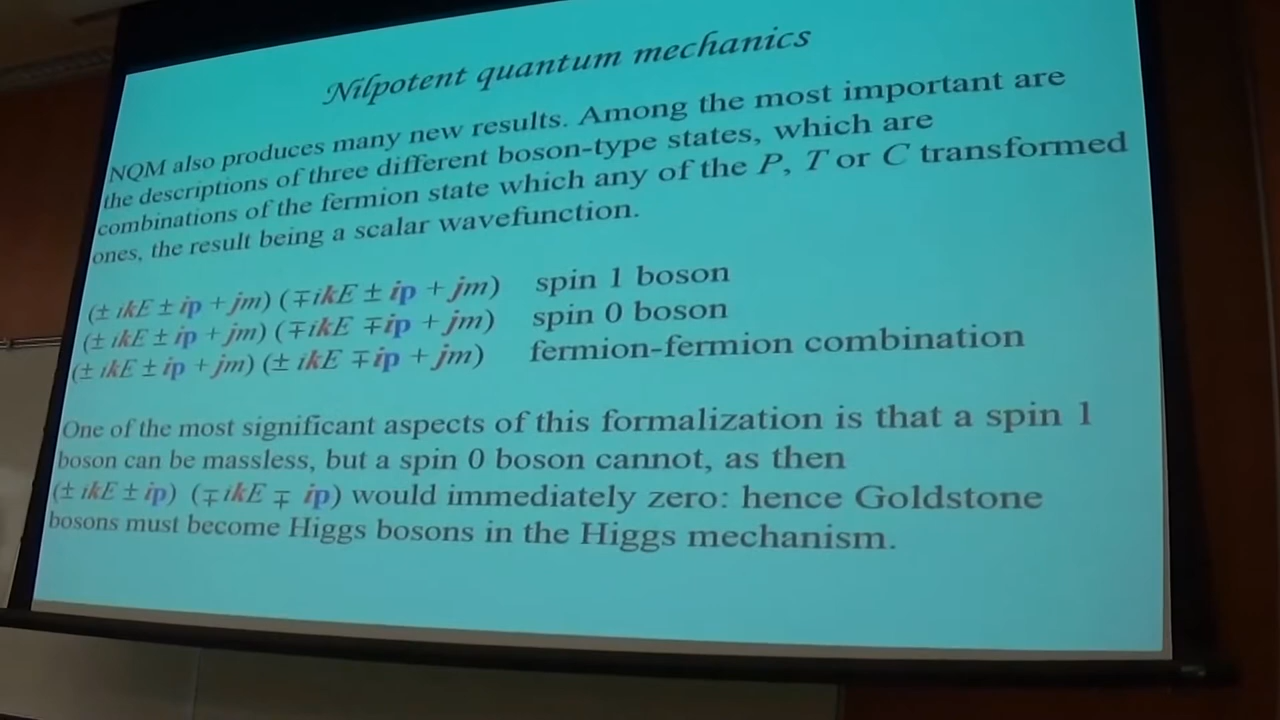 Nilpotent quantum mechanics
NQM also produces many new results. Among the most important are
the descriptions of three different boson-type states, which are
combinations of the fermion state which any of the P, T or C transformed
ones, the result being a scalar wavefunction.
(± ikE ± ip + jm) (∓ikE ± ip + jm) spin 1 boson
(± ikE ± ip + jm) (∓ikE ∓ip + jm) spin 0 boson
(± ikE ± ip + jm) (± ikE ∓ip + jm) fermion-fermion combination
One of the most significant aspects of this formalization is that a spin 1
boson can be massless, but a spin 0 boson cannot, as then
(± ikE ± ip) (∓ ikE ∓ ip) would immediately zero: hence Goldstone
bosons must become Higgs bosons in the Higgs mechanism.